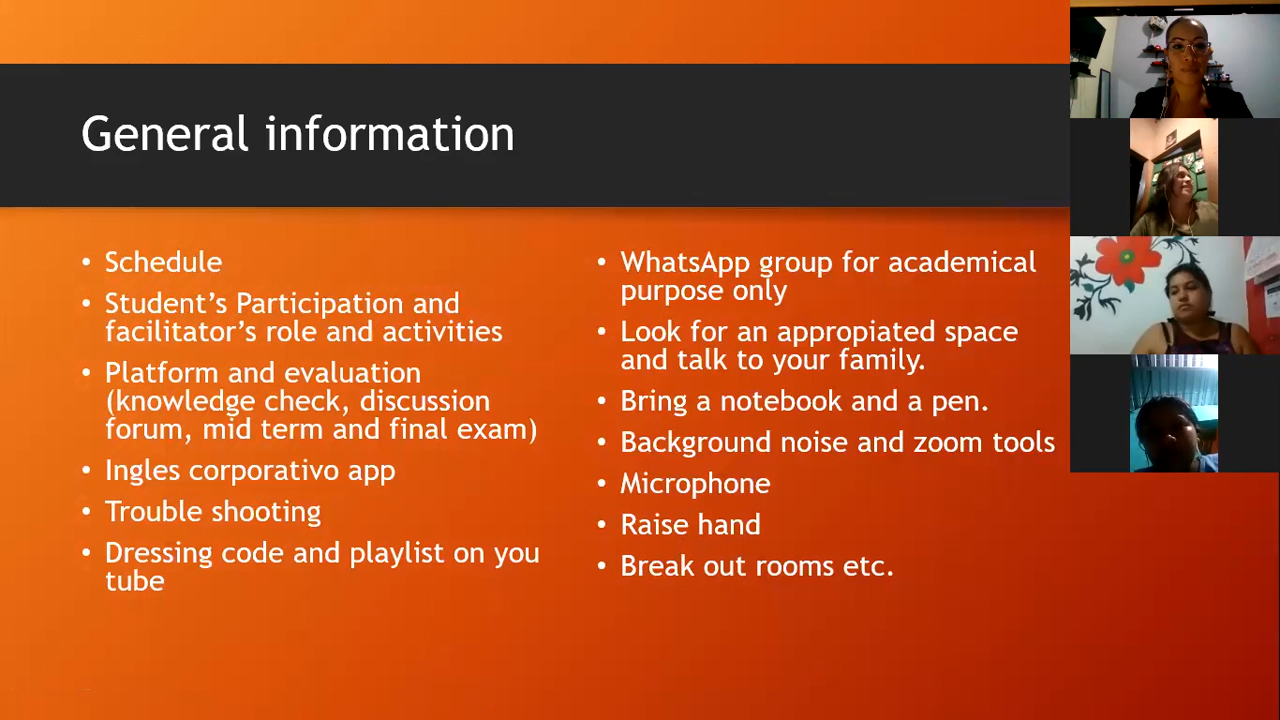 General information
• Schedule
• Student’s Participation and
facilitator’s role and activities
• Platform and evaluation
(knowledge check, discussion
forum, mid term and final exam)
• Ingles corporativo app
• Trouble shooting
• Dressing code and playlist on you
tube
• WhatsApp group for academical
purpose only
• Look for an appropiated space
and talk to your family.
• Bring a notebook and a pen.
• Background noise and zoom tools
• Microphone
• Raise hand
• Break out rooms etc.